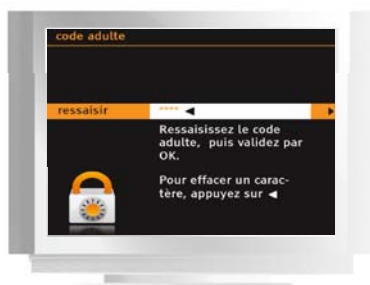 code adulte
ressaisir **** ◄
Ressaisissez le code
adulte, puis validez par
OK.
Pour effacer un carac-
tère, appuyez sur ◄